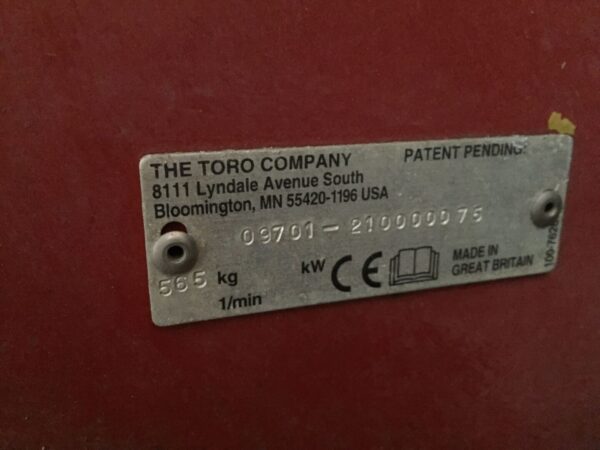 THE TORO COMPANY
PATENT PENDING.
8111 Lyndale Avenue South
Bloomington, MN 55420-1196 USA
09701-210000075
565 kg
kW
CE
MADE IN
GREAT BRITAIN
1/min